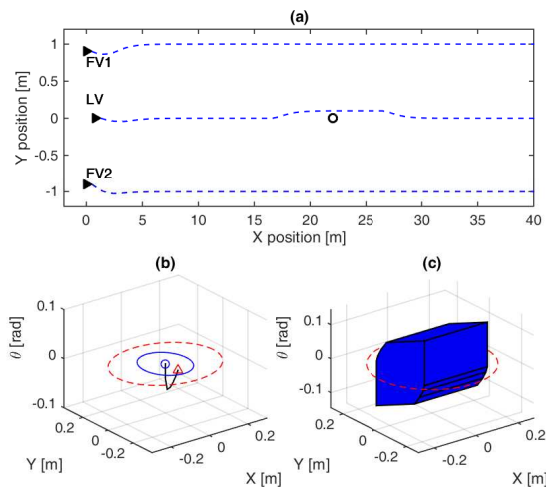 (a)
1
0.5
0
-0.5
-1
Y position [m]
FV1
LV
FV2
0 5 10 15 20 25 30 35 40
X position [m]
(b)
0.1
0
-0.1
θ [rad]
0.2
0
-0.2
Y [m]
-0.2
0
0.2
X [m]
(c)
0.1
0
-0.1
θ [rad]
0.2
0
-0.2
Y [m]
-0.2
0
0.2
X [m]